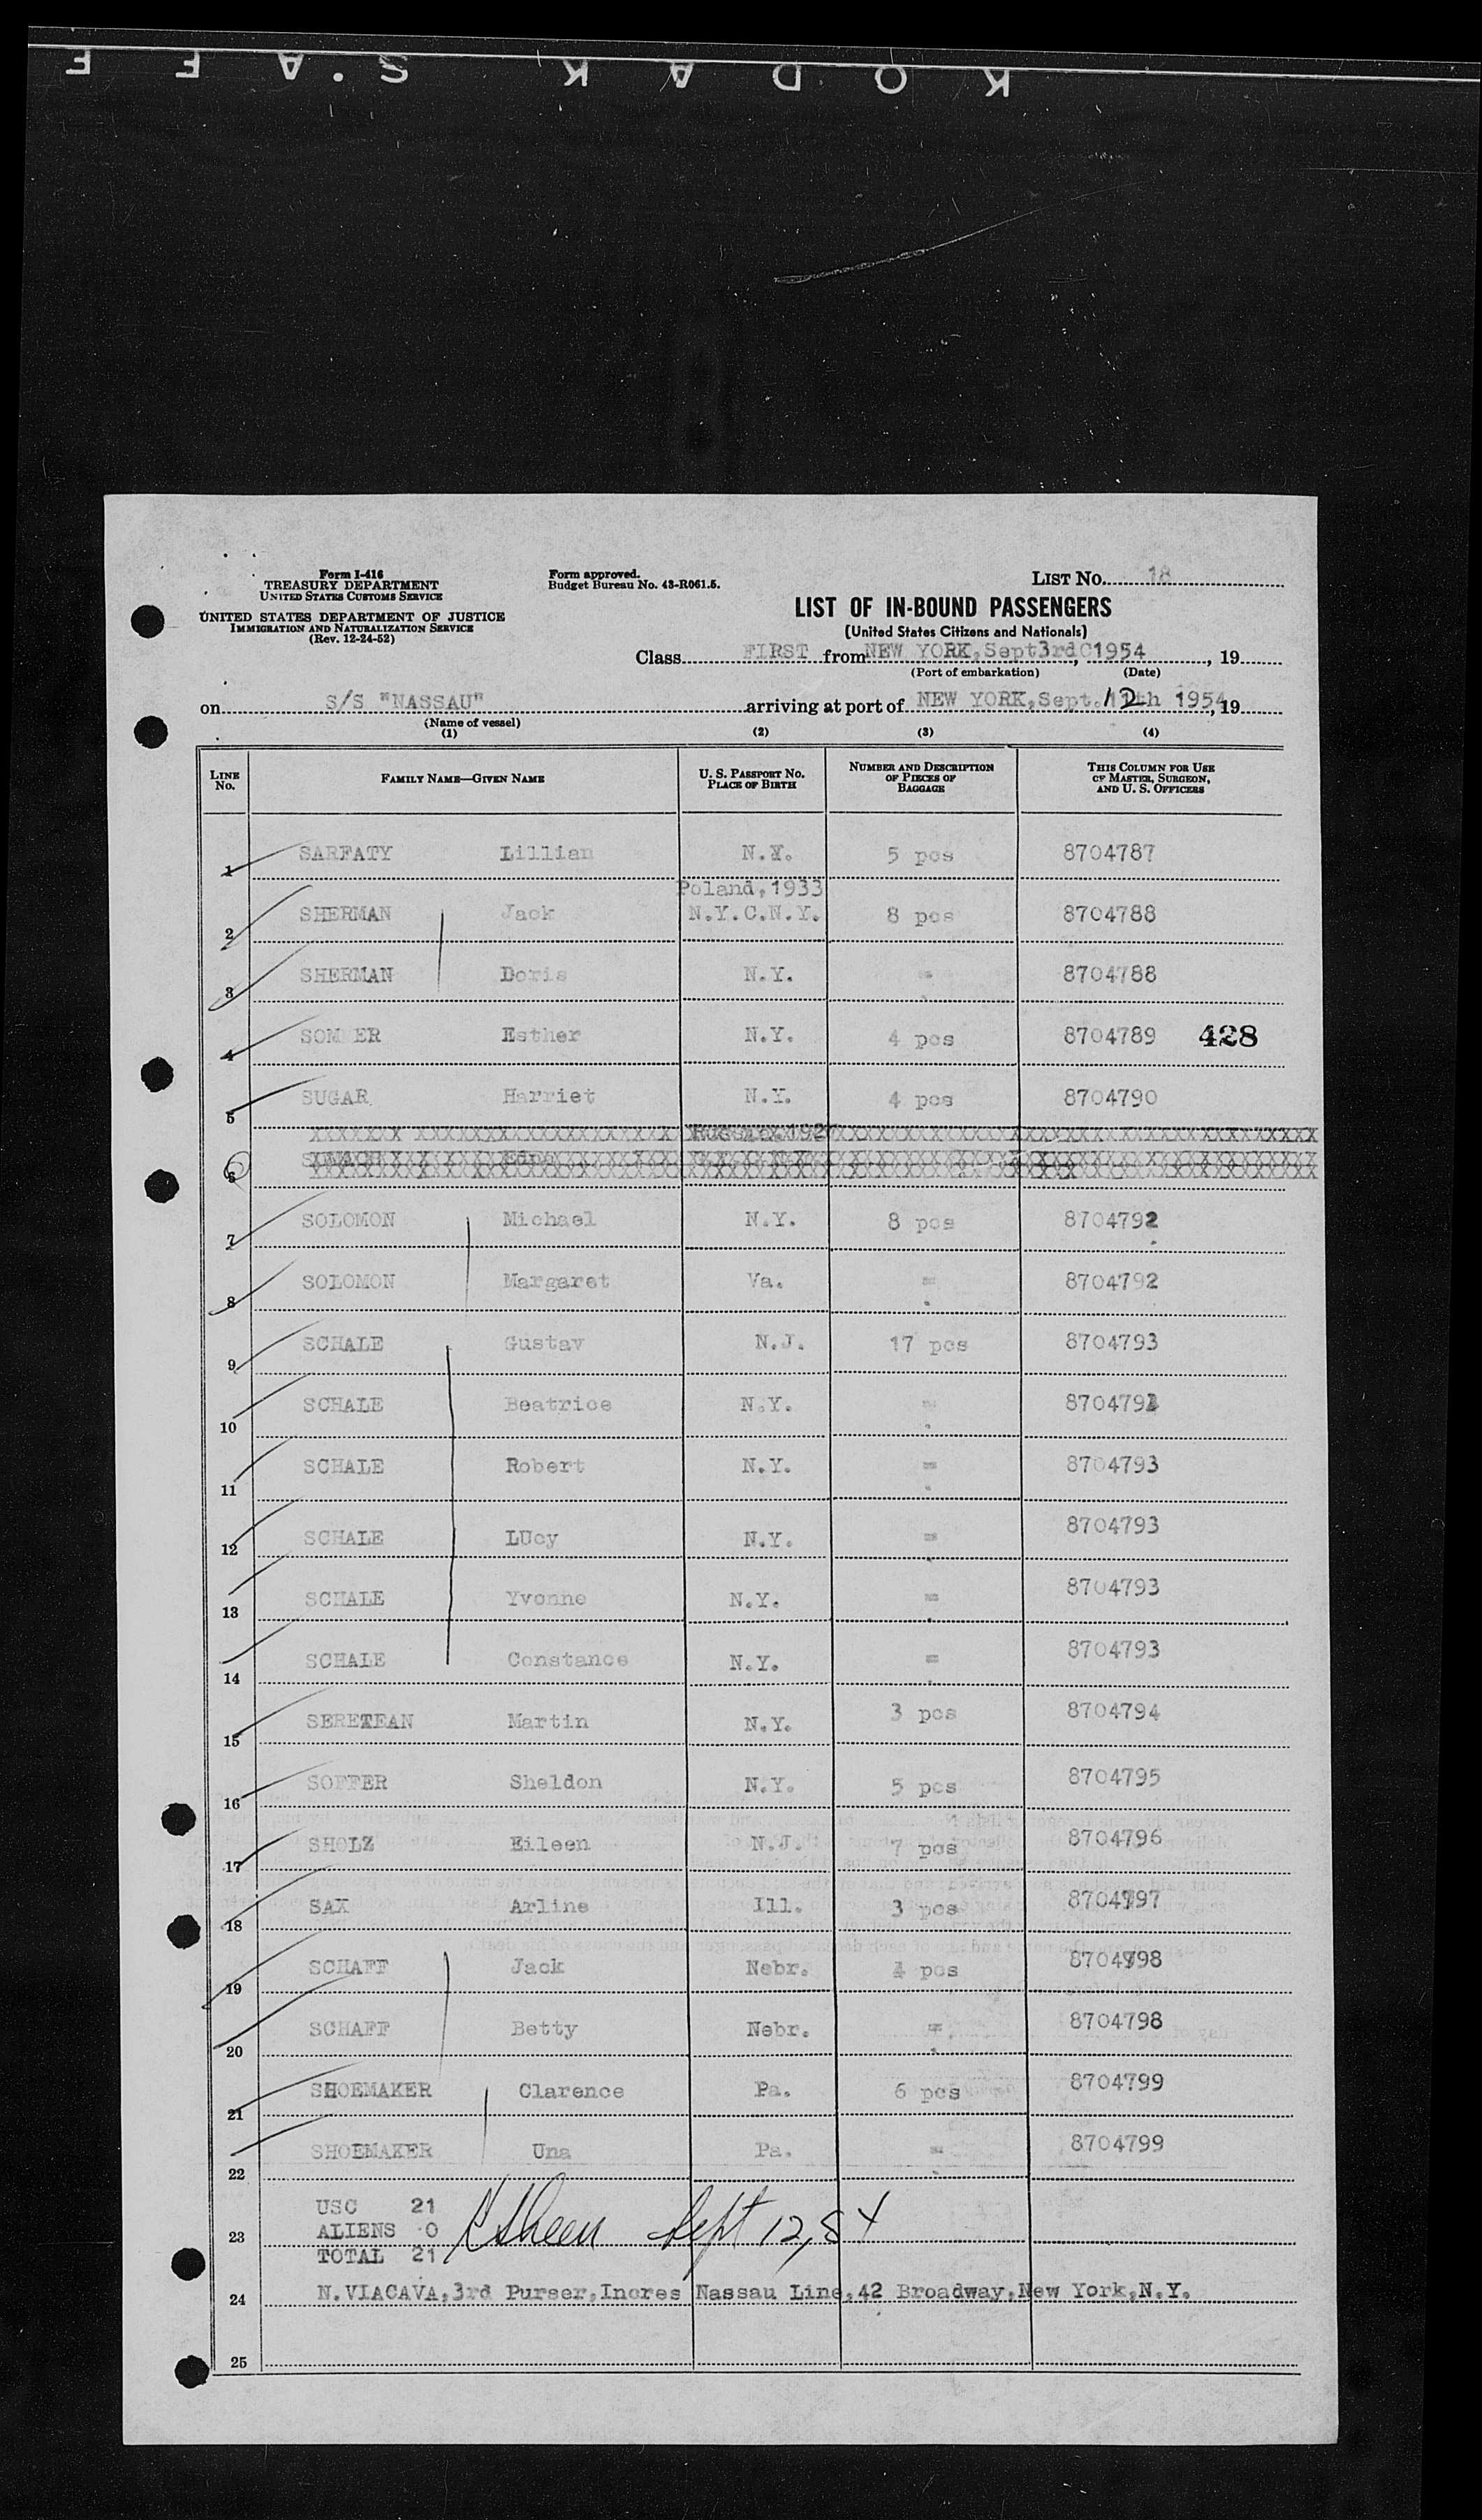 KODAK S.A F E
Form I-416
TREASURY DEPARTMENT
UNITED STATES CUSTOMS SERVICE
UNITED STATES DEPARTMENT OF JUSTICE
IMMIGRATION AND NATURALIZATION SERVICE
(Rev. 12-24-52)
Form approved.
Budget Bureau No. 43-R061.5.
LIST No. 18
LIST OF IN-BOUND PASSENGERS
(United States Citizens and Nationals)
Class FIRST from NEW YORK, Sept3rd, 1954, 19
(Port of embarkation) (Date)
on S/S "NASSAU" arriving at port of NEW YORK, Sept. 12th 1954, 19
(Name of vessel)
(1) (2) (3) (4)
LINE No. FAMILY NAME—GIVEN NAME U. S. PASSPORT NO. PLACE OF BIRTH NUMBER AND DESCRIPTION OF PIECES OF BAGGAGE THIS COLUMN FOR USE OF MASTER, SURGEON, AND U. S. OFFICERS
1 SARFATY Lillian N.Y. 5 pcs 8704787
Poland, 1933
2 SHERMAN Jack N.Y.C.N.Y. 8 pcs 8704788
3 SHERMAN Doris N.Y. = 8704788
4 SOM ER Esther N.Y. 4 pcs 8704789 428
5 SUGAR Harriet N.Y. 4 pcs 8704790
6
7 SOLOMON Michael N.Y. 8 pcs 8704792
8 SOLOMON Margaret Va. = 8704792
9 SCHALE Gustav N.J. 17 pcs 8704793
10 SCHALE Beatrice N.Y. = 8704793
11 SCHALE Robert N.Y. = 8704793
12 SCHALE LUcy N.Y. = 8704793
13 SCHALE Yvonne N.Y. = 8704793
14 SCHALE Constance N.Y. = 8704793
15 SERETEAN Martin N.Y. 3 pcs 8704794
16 SOFFER Sheldon N.Y. 5 pcs 8704795
17 SHOLZ Eileen N.J. 7 pcs 8704796
18 SAX Arline Ill. 3 pcs 8704797
19 SCHAFF Jack Nebr. 4 pcs 8704798
20 SCHAFF Betty Nebr. = 8704798
21 SHOEMAKER Clarence Pa. 6 pcs 8704799
22 SHOEMAKER Una Pa. = 8704799
USC 21
23 ALIENS 0 Sheen Sept 12, 54
TOTAL 21
24 N.VIACAVA,3rd Purser,Incres Nassau Line,42 Broadway,New York,N.Y.
25